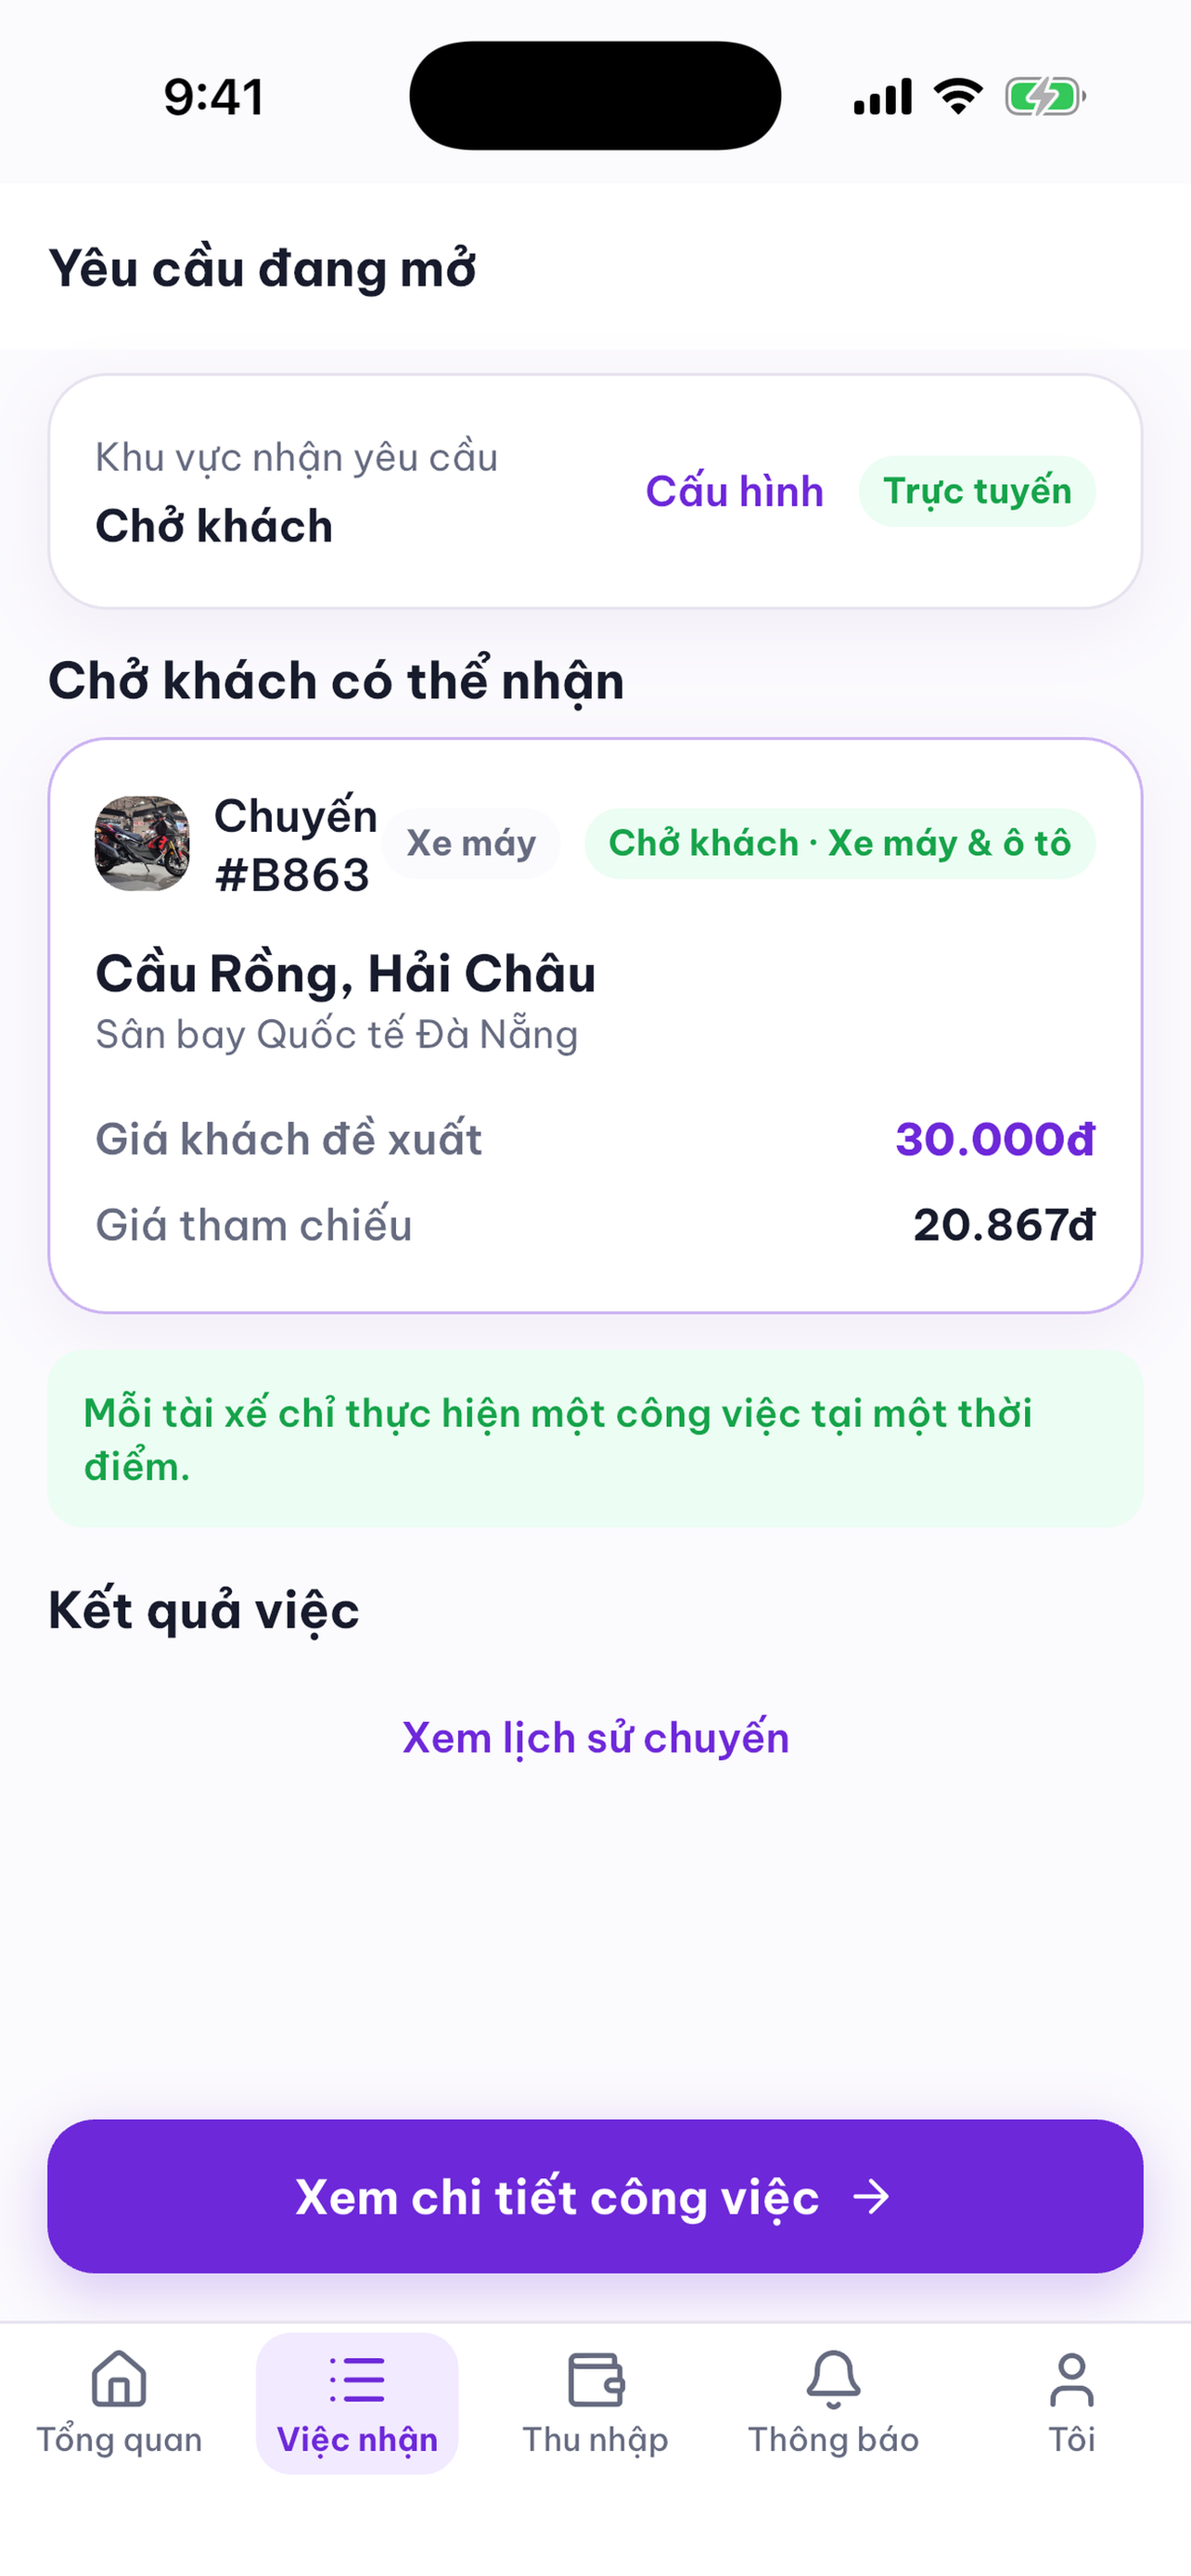 9:41
Yêu cầu đang mở
Khu vực nhận yêu cầu
Chở khách
Cấu hình
Trực tuyến
Chở khách có thể nhận
Chuyến
#B863
Xe máy
Chở khách · Xe máy & ô tô
Cầu Rồng, Hải Châu
Sân bay Quốc tế Đà Nẵng
Giá khách đề xuất
30.000đ
Giá tham chiếu
20.867đ
Mỗi tài xế chỉ thực hiện một công việc tại một thời
điểm.
Kết quả việc
Xem lịch sử chuyến
Xem chi tiết công việc →
Tổng quan
Việc nhận
Thu nhập
Thông báo
Tôi